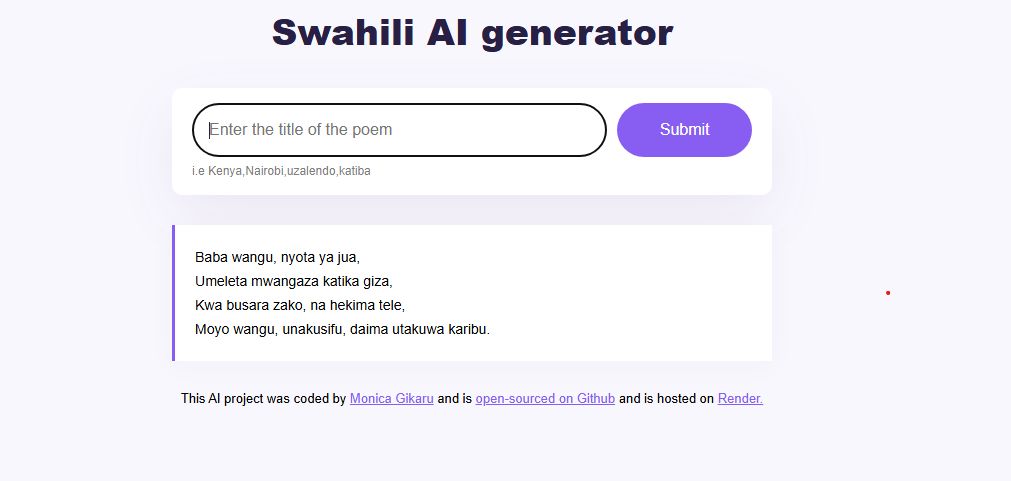 Swahili AI generator
Enter the title of the poem
Submit
i.e Kenya,Nairobi,uzalendo,katiba
Baba wangu, nyota ya jua,
Umeleta mwangaza katika giza,
Kwa busara zako, na hekima tele,
Moyo wangu, unakusifu, daima utakuwa karibu.
This AI project was coded by Monica Gikaru and is open-sourced on Github and is hosted on Render.